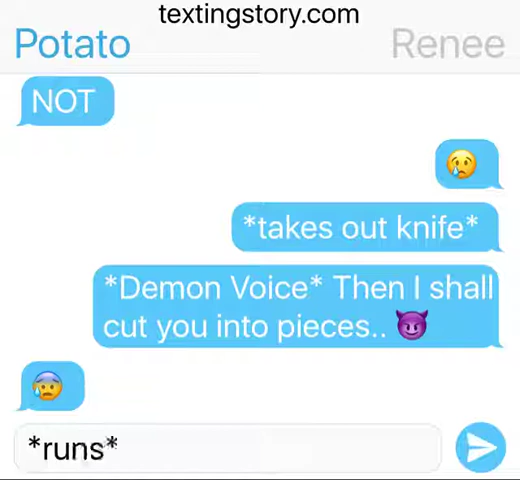 textingstory.com
Potato
Renee
NOT
😢
*takes out knife*
*Demon Voice* Then I shall
cut you into pieces.. 😈
😰
*runs*